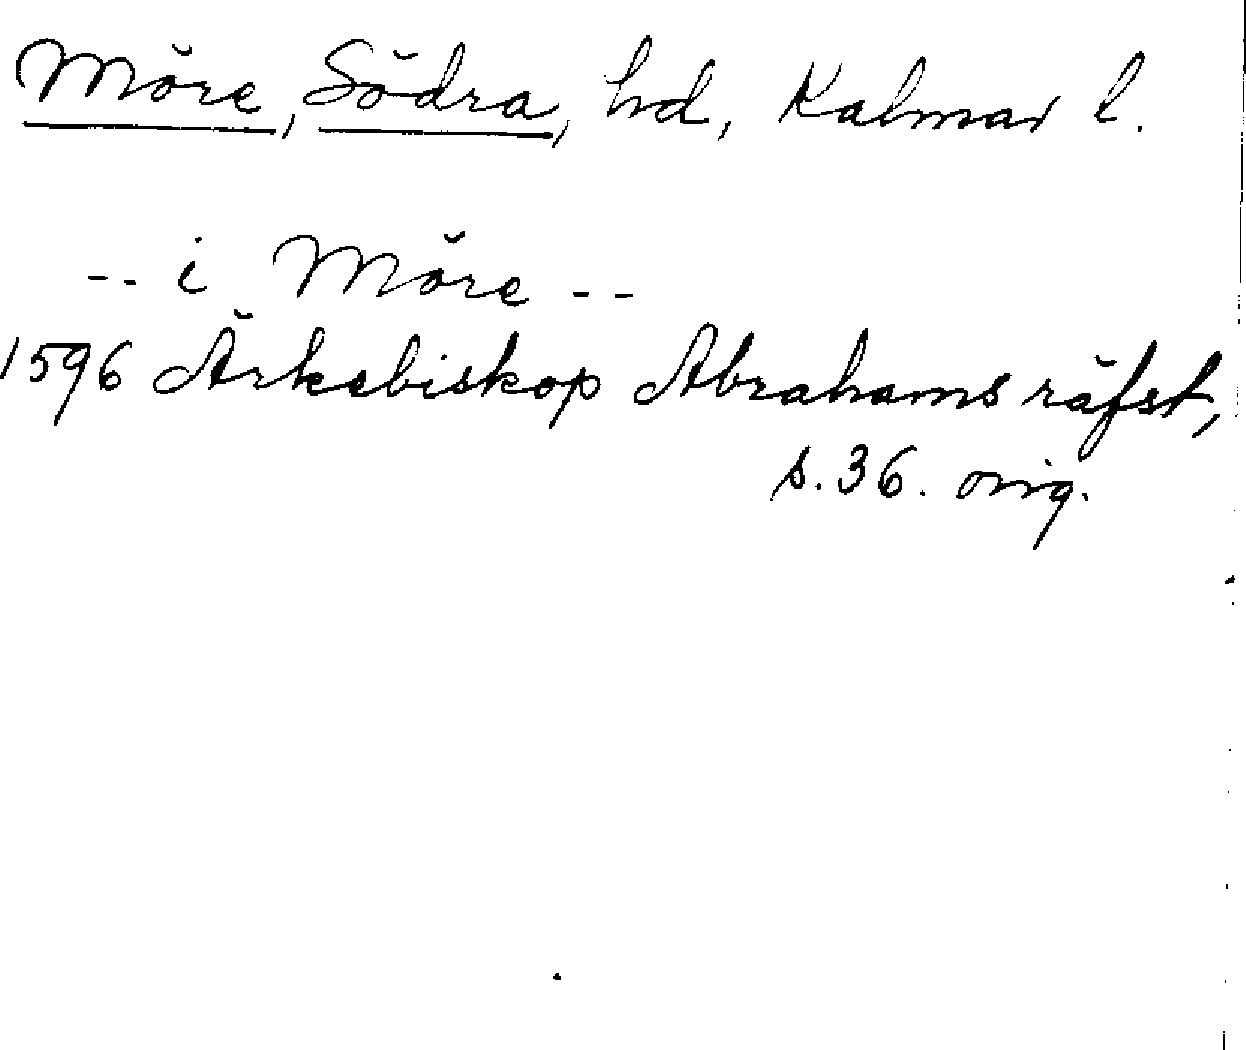 Möre, Södra, hd, Kalmar l.
-- i Möre --
1596 Ärkebiskop Abrahams räfst,
s. 36. orig.